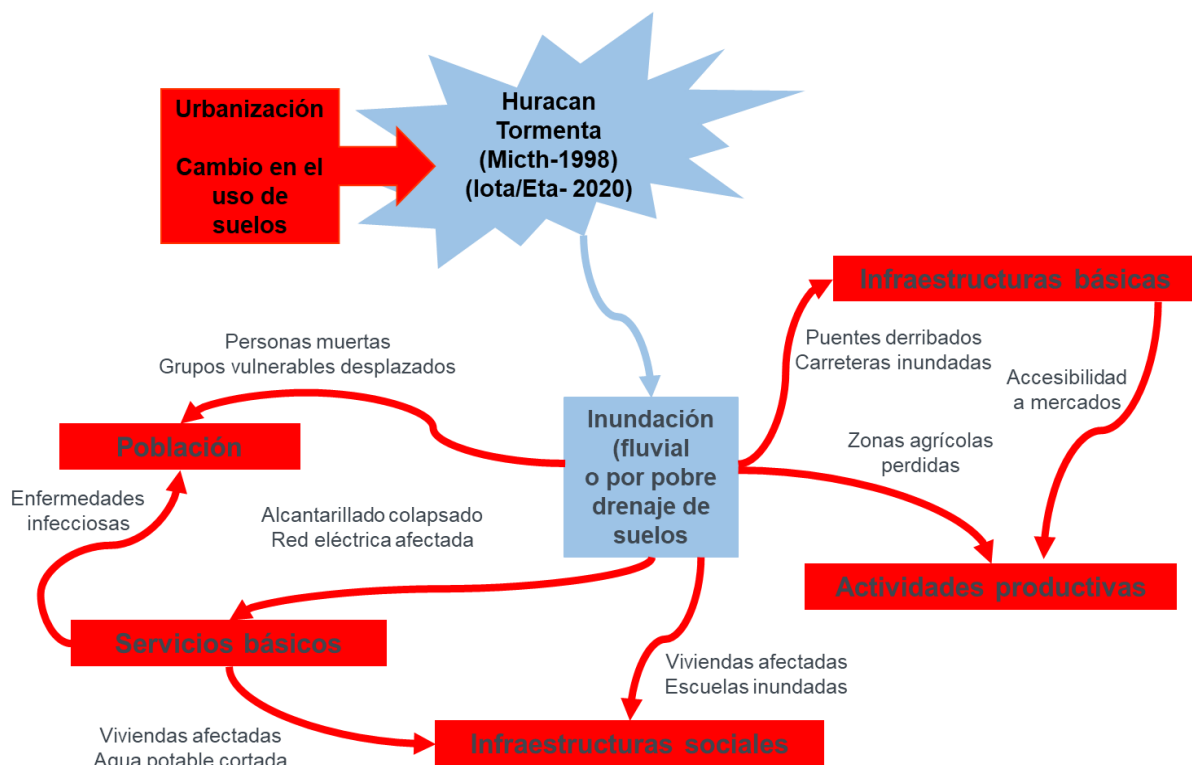 Urbanización
Cambio en el
uso de
suelos
Huracan
Tormenta
(Micth-1998)
(Iota/Eta- 2020)
Infraestructuras básicas
Personas muertas
Grupos vulnerables desplazados
Puentes derribados
Carreteras inundadas
Accesibilidad
a mercados
Población
Inundación
(fluvial
o por pobre
drenaje de
suelos
Zonas agrícolas
perdidas
Enfermedades
infecciosas
Alcantarillado colapsado
Red eléctrica afectada
Actividades productivas
Servicios básicos
Viviendas afectadas
Escuelas inundadas
Viviendas afectadas
Agua potable cortada
Infraestructuras sociales